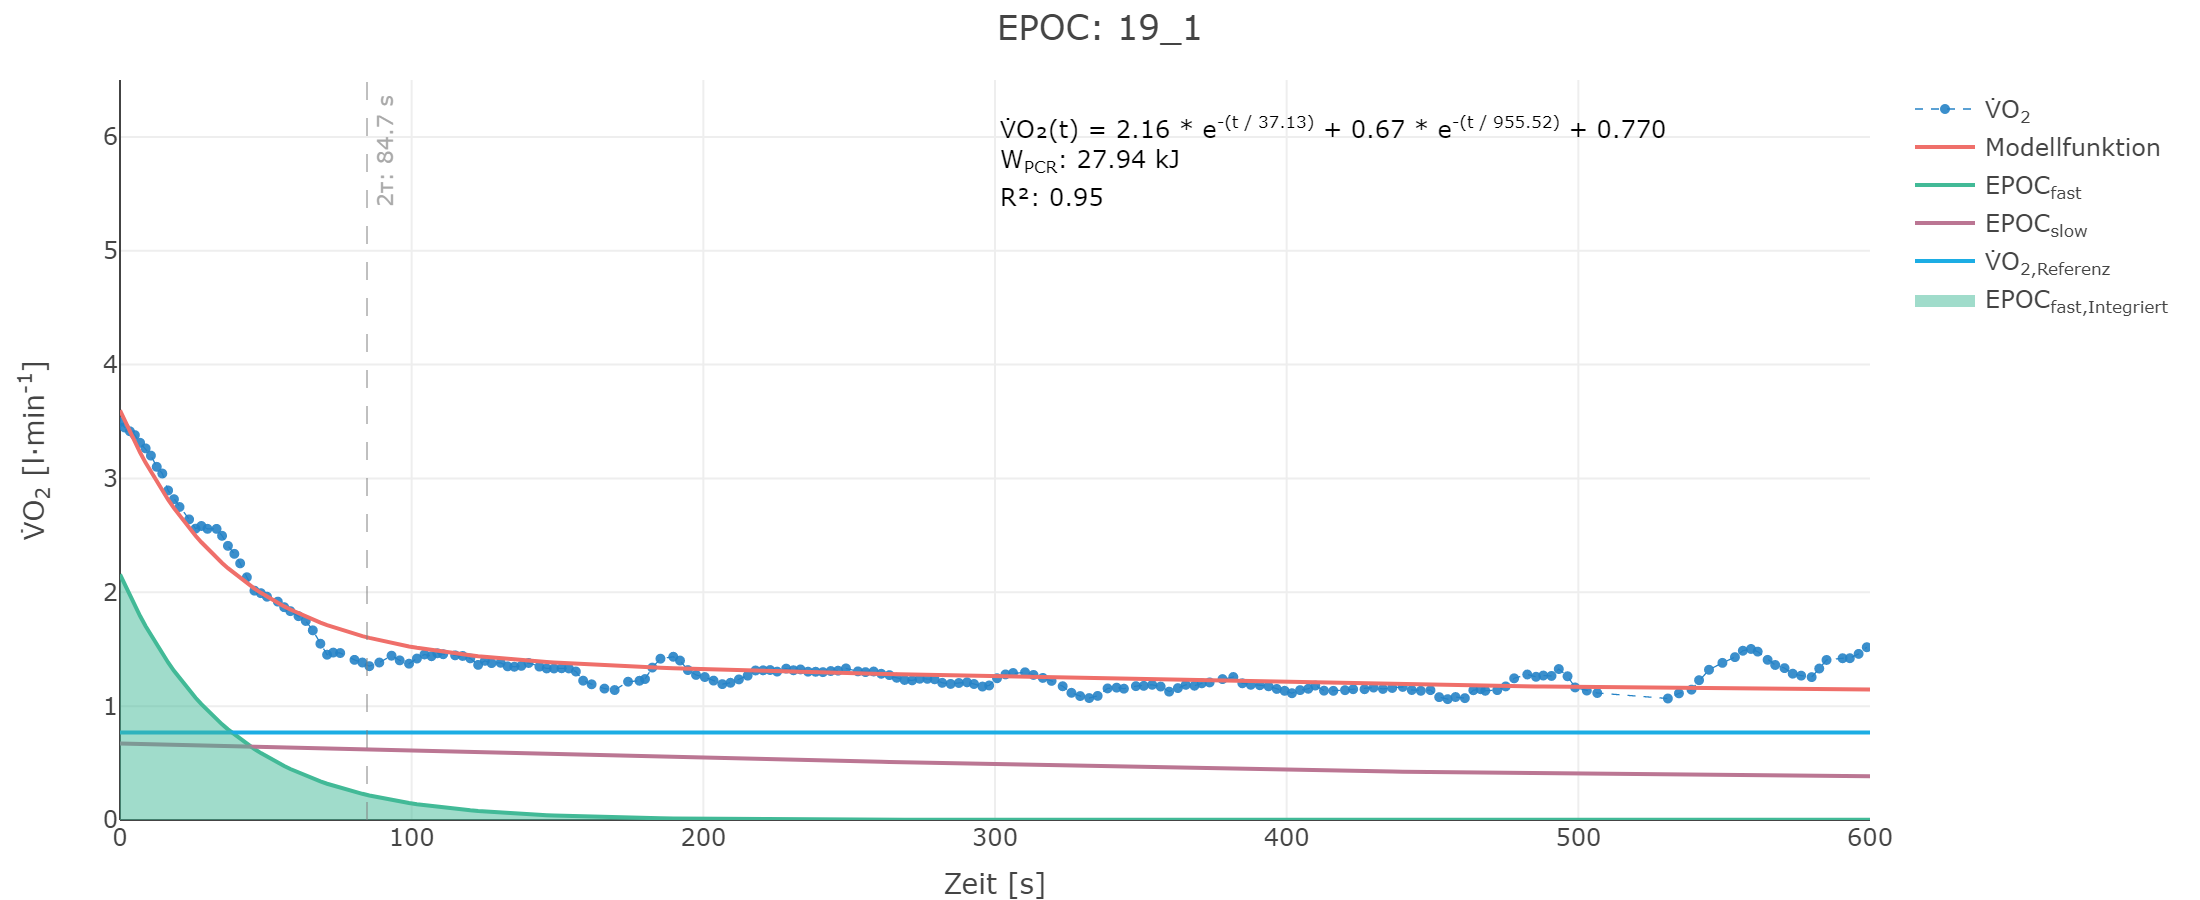 EPOC: 19_1
V̇O₂(t) = 2.16 * e^-(t / 37.13) + 0.67 * e^-(t / 955.52) + 0.770
W_PCR: 27.94 kJ
R²: 0.95
2τ: 84.7 s
V̇O₂
Modellfunktion
EPOC_fast
EPOC_slow
V̇O₂,Referenz
EPOC_fast,Integriert
V̇O₂ [l·min⁻¹]
6
5
4
3
2
1
0
0 100 200 300 400 500 600
Zeit [s]